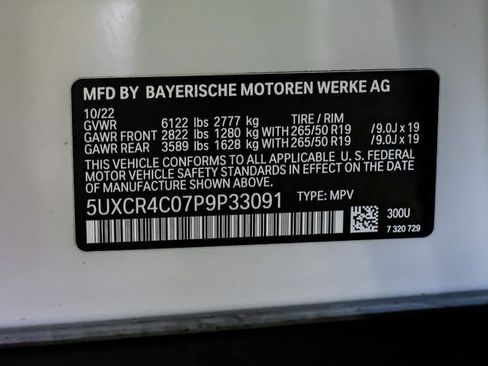 MFD BY BAYERISCHE MOTOREN WERKE AG
10/22
GVWR 6122 lbs 2777 kg TIRE / RIM
GAWR FRONT 2822 lbs 1280 kg WITH 265/50 R19 /9.0J x 19
GAWR REAR 3589 lbs 1628 kg WITH 265/50 R19 /9.0J x 19
THIS VEHICLE CONFORMS TO ALL APPLICABLE U. S. FEDERAL
MOTOR VEHICLE SAFETY STANDARDS IN EFFECT ON THE DATE
OF MANUFACTURE SHOWN ABOVE.
5UXCR4C07P9P33091 TYPE: MPV
300U
7 320 729